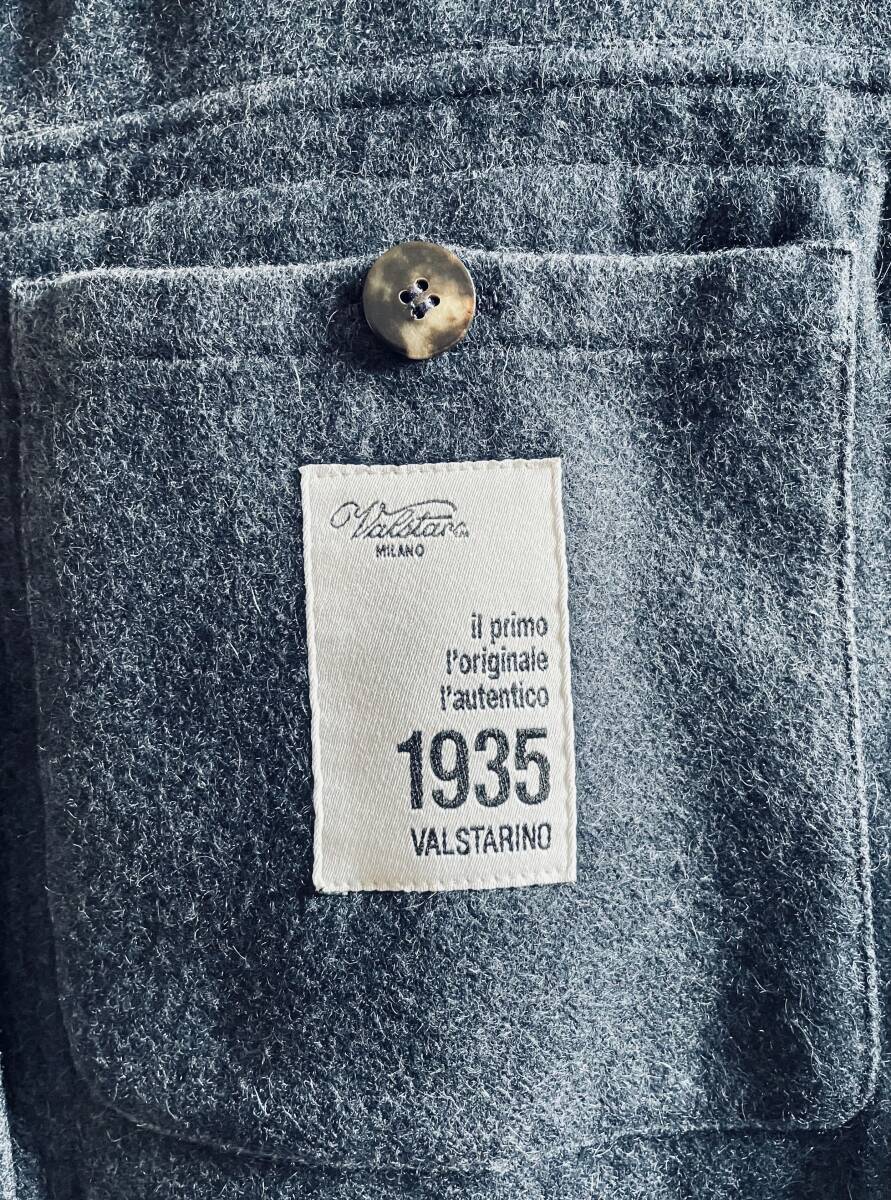 Valstar
MILANO
il primo
l'originale
l'autentico
1935
VALSTARINO